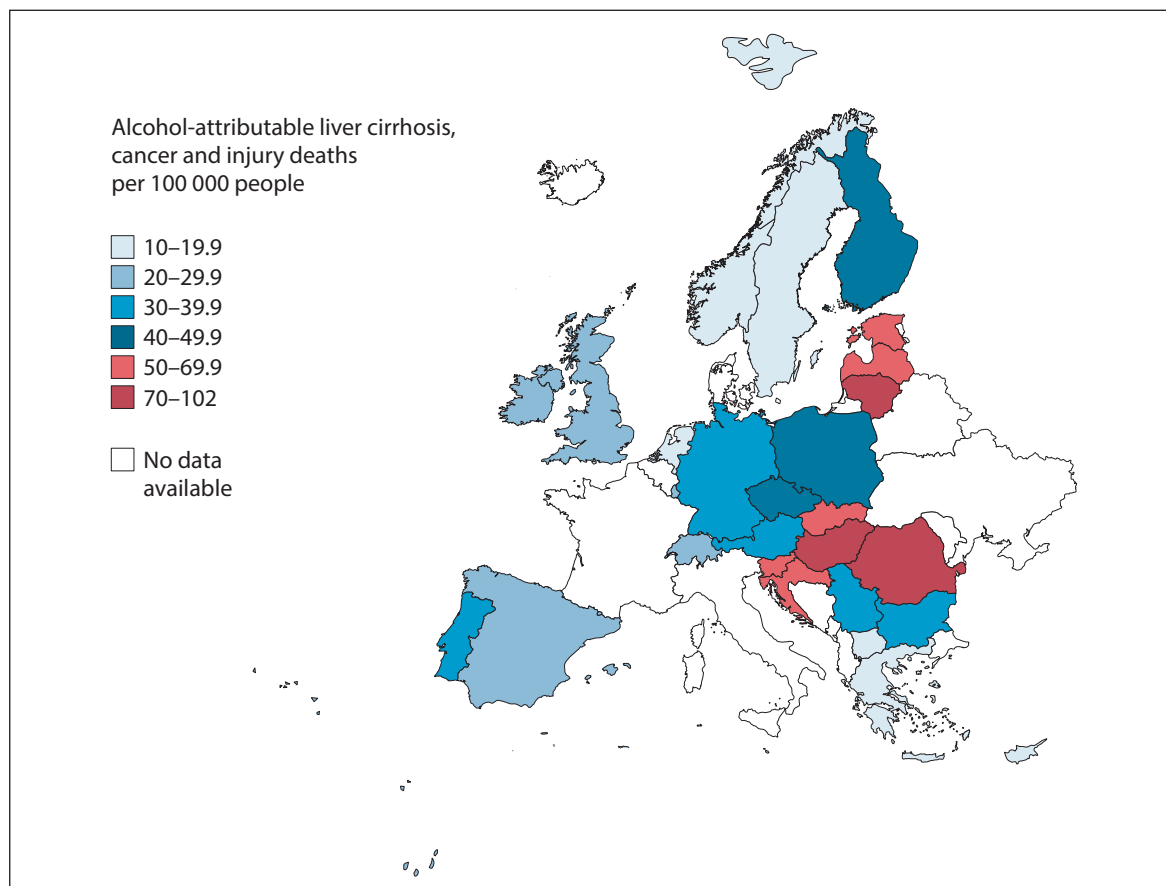 Alcohol-attributable liver cirrhosis,
cancer and injury deaths
per 100 000 people
10–19.9
20–29.9
30–39.9
40–49.9
50–69.9
70–102
No data
available